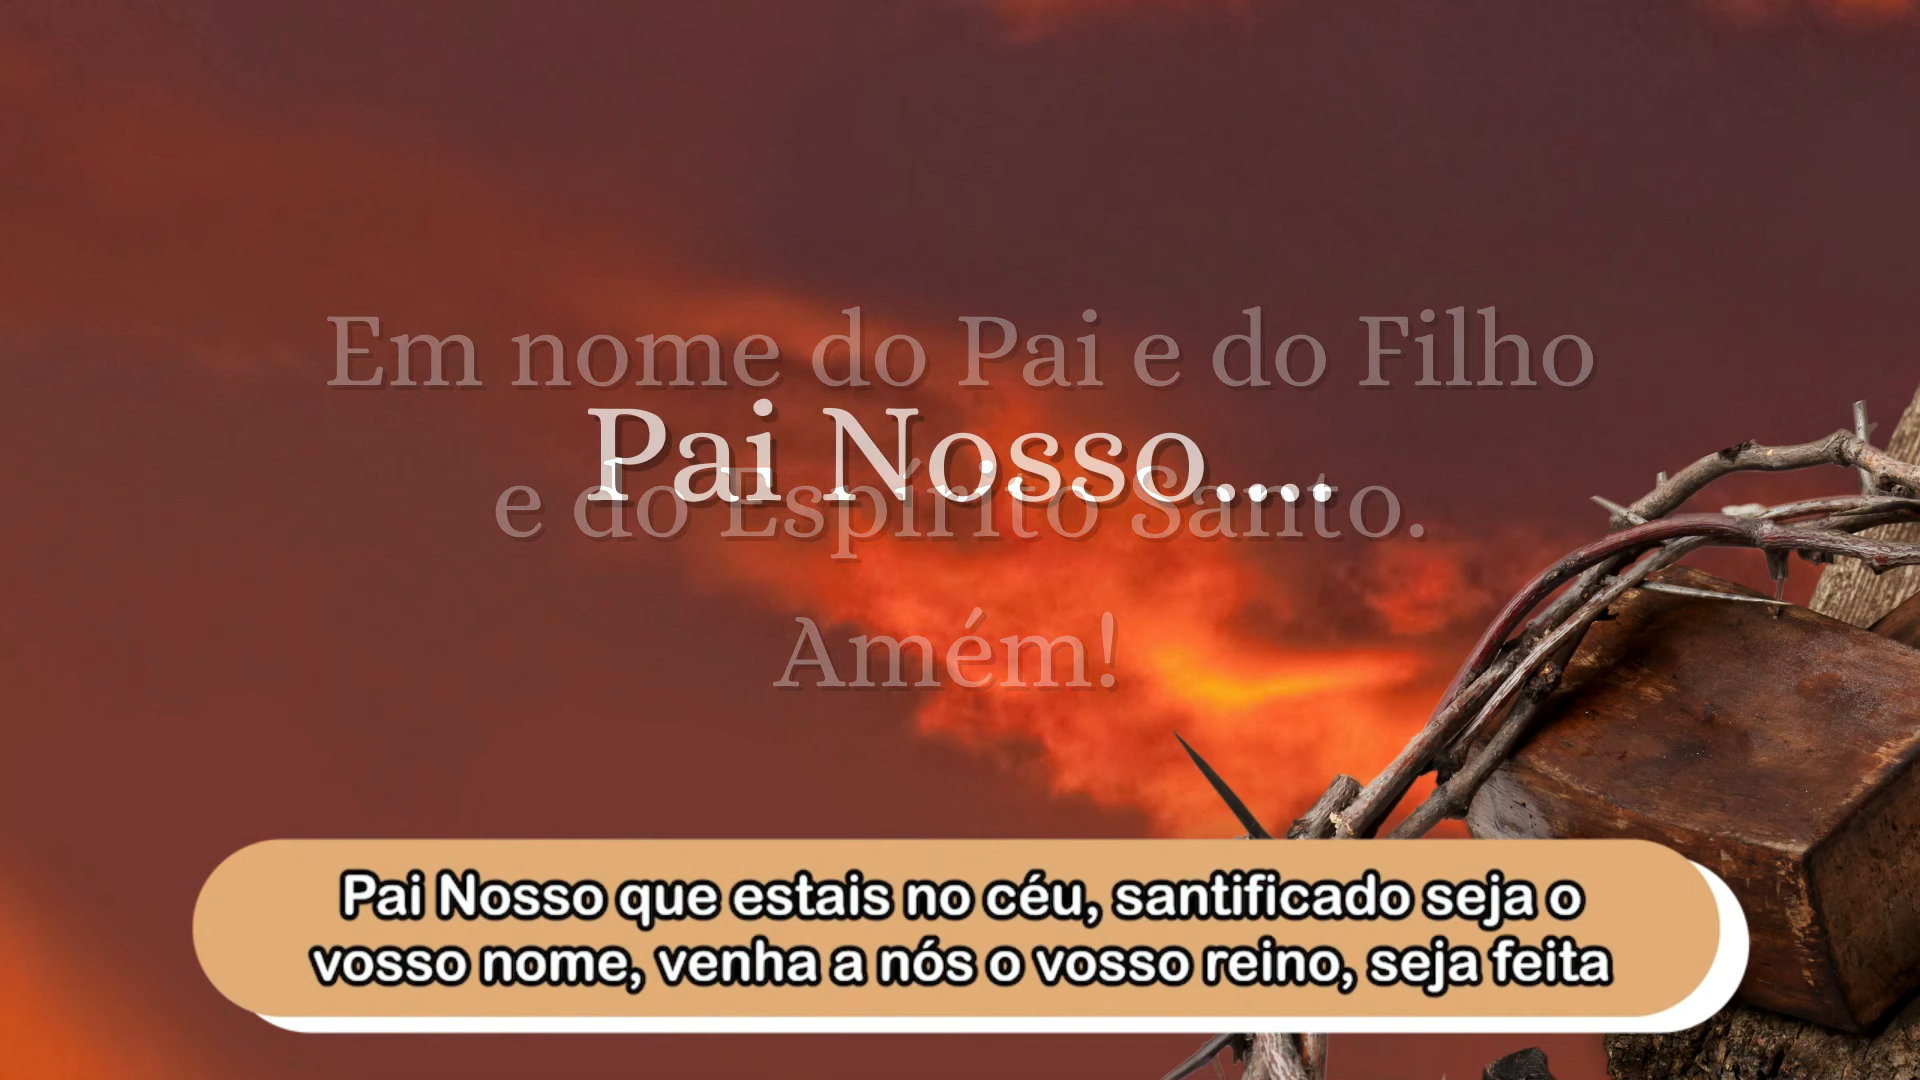 Em nome do Pai e do Filho
Pai Nosso....
e do Espírito Santo.
Amém!
Pai Nosso que estais no céu, santificado seja o
vosso nome, venha a nós o vosso reino, seja feita